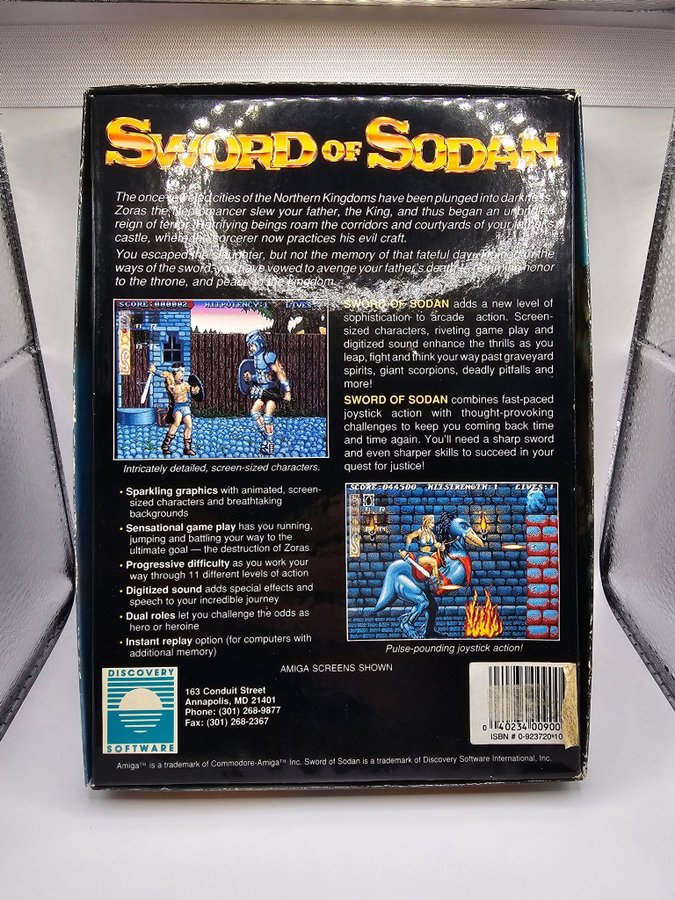 SWORD OF SODAN
The once cities of the Northern Kingdoms have been plunged into
Zoras the Necromancer slew your father, the King, and thus began an
reign of terror. Terrifying beings roam the corridors and courtyards of your
castle, where the sorcerer now practices his evil craft.
You escaped the slaughter, but not the memory of that fateful day. in the
ways of the sword, you have vowed to avenge your father's death, honor
to the throne, and peace to the kingdom.
SCORE:000002 HITPOTENCY:1 LIVES
Intricately detailed, screen-sized characters.
SWORD OF SODAN adds a new level of
sophistication to arcade action. Screen-
sized characters, riveting game play and
digitized sound enhance the thrills as you
leap, fight and think your way past graveyard
spirits, giant scorpions, deadly pitfalls and
more!
SWORD OF SODAN combines fast-paced
joystick action with thought-provoking
challenges to keep you coming back time
and time again. You'll need a sharp sword
and even sharper skills to succeed in your
quest for justice!
• Sparkling graphics with animated, screen-
sized characters and breathtaking
backgrounds
• Sensational game play has you running,
jumping and battling your way to the
ultimate goal — the destruction of Zoras
• Progressive difficulty as you work your
way through 11 different levels of action
• Digitized sound adds special effects and
speech to your incredible journey
• Dual roles let you challenge the odds as
hero or heroine
• Instant replay option (for computers with
additional memory)
SCORE:044500 HITSTRENGTH:1 LIVES:1
Pulse-pounding joystick action!
AMIGA SCREENS SHOWN
DISCOVERY
SOFTWARE
163 Conduit Street
Annapolis, MD 21401
Phone: (301) 268-9877
Fax: (301) 268-2367
0 40234 00900
ISBN # 0-923720-10
Amiga™ is a trademark of Commodore-Amiga™ Inc. Sword of Sodan is a trademark of Discovery Software International, Inc.